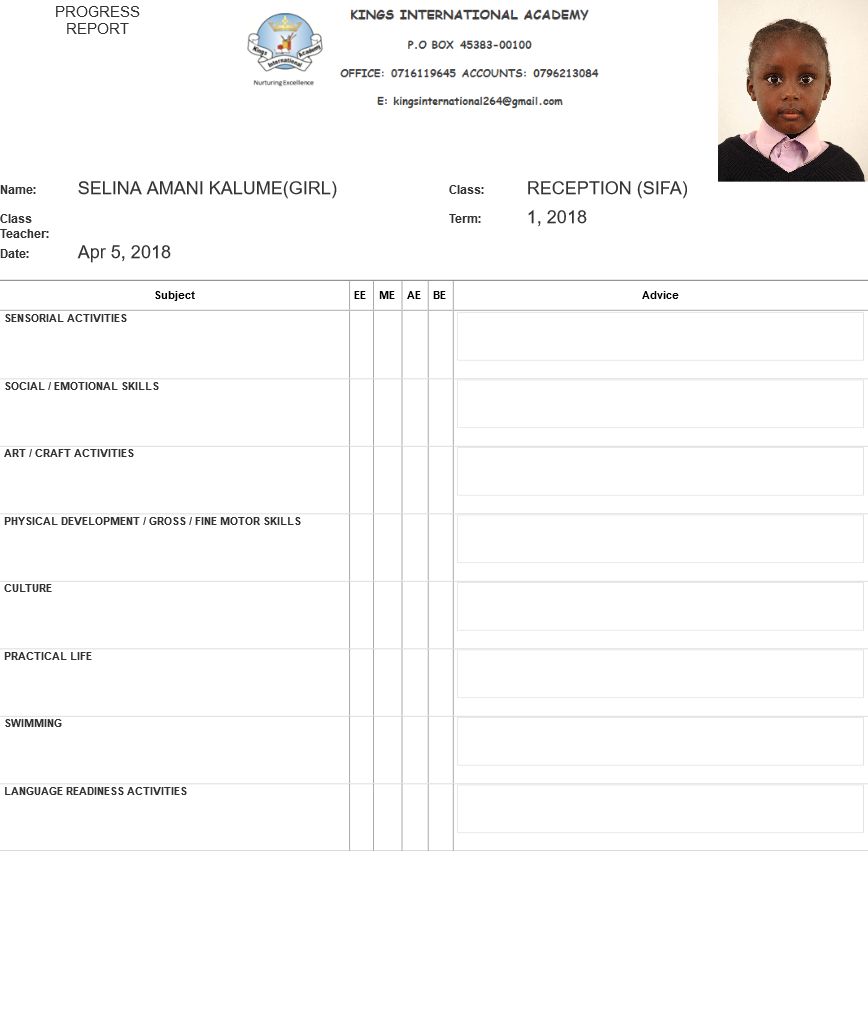 PROGRESS
REPORT
Kings International Academy
Nurturing Excellence
KINGS INTERNATIONAL ACADEMY
P.O BOX 45383-00100
OFFICE: 0716119645 ACCOUNTS: 0796213084
E: kingsinternational264@gmail.com
Name: SELINA AMANI KALUME(GIRL) Class: RECEPTION (SIFA)
Class
Teacher:
Term: 1, 2018
Date: Apr 5, 2018
Subject EE ME AE BE Advice
SENSORIAL ACTIVITIES
SOCIAL / EMOTIONAL SKILLS
ART / CRAFT ACTIVITIES
PHYSICAL DEVELOPMENT / GROSS / FINE MOTOR SKILLS
CULTURE
PRACTICAL LIFE
SWIMMING
LANGUAGE READINESS ACTIVITIES